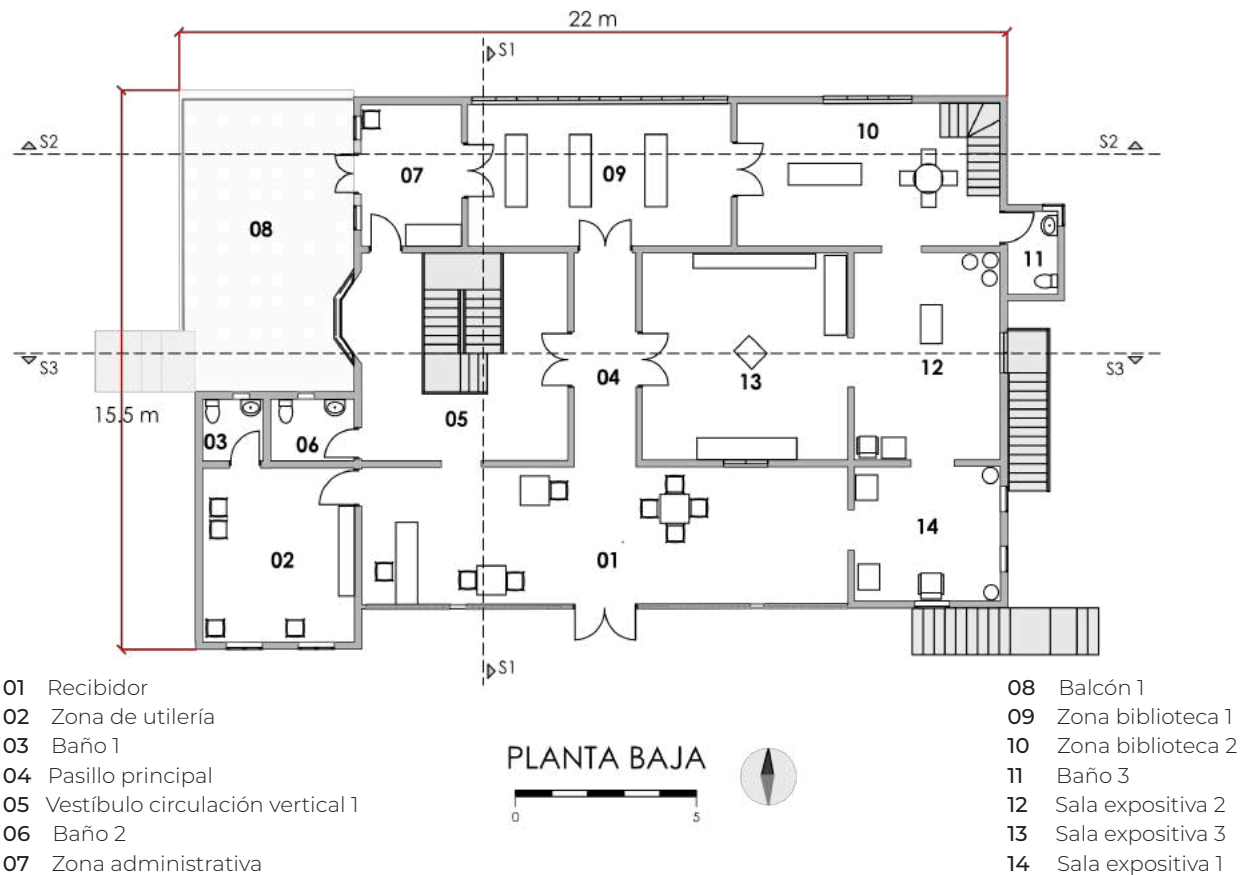 22 m
S1
S2
S2
10
07
09
08
11
S3
04
13
12
S3
15.5 m
05
03
06
14
02
01
S1
01 Recibidor
02 Zona de utilería
03 Baño 1
04 Pasillo principal
05 Vestíbulo circulación vertical 1
06 Baño 2
07 Zona administrativa
PLANTA BAJA
0 5
08 Balcón 1
09 Zona biblioteca 1
10 Zona biblioteca 2
11 Baño 3
12 Sala expositiva 2
13 Sala expositiva 3
14 Sala expositiva 1